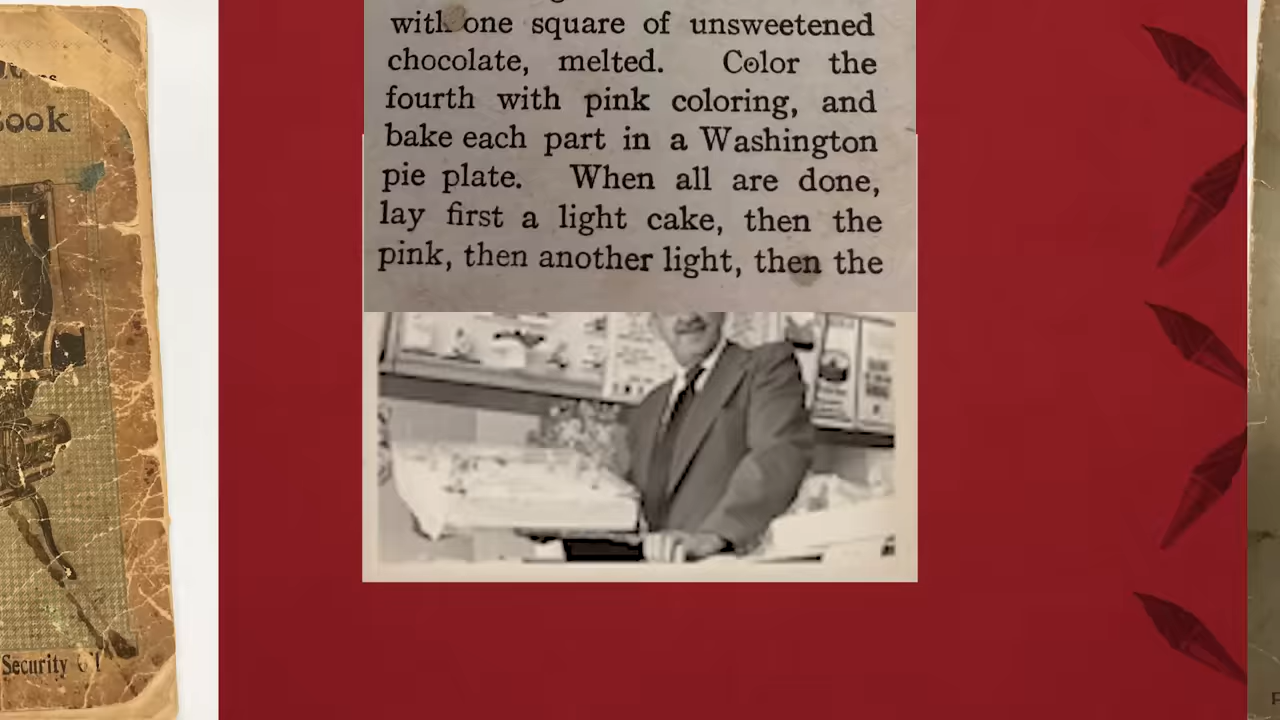 ook
Security Oil
with one square of unsweetened
chocolate, melted. Color the
fourth with pink coloring, and
bake each part in a Washington
pie plate. When all are done,
lay first a light cake, then the
pink, then another light, then the